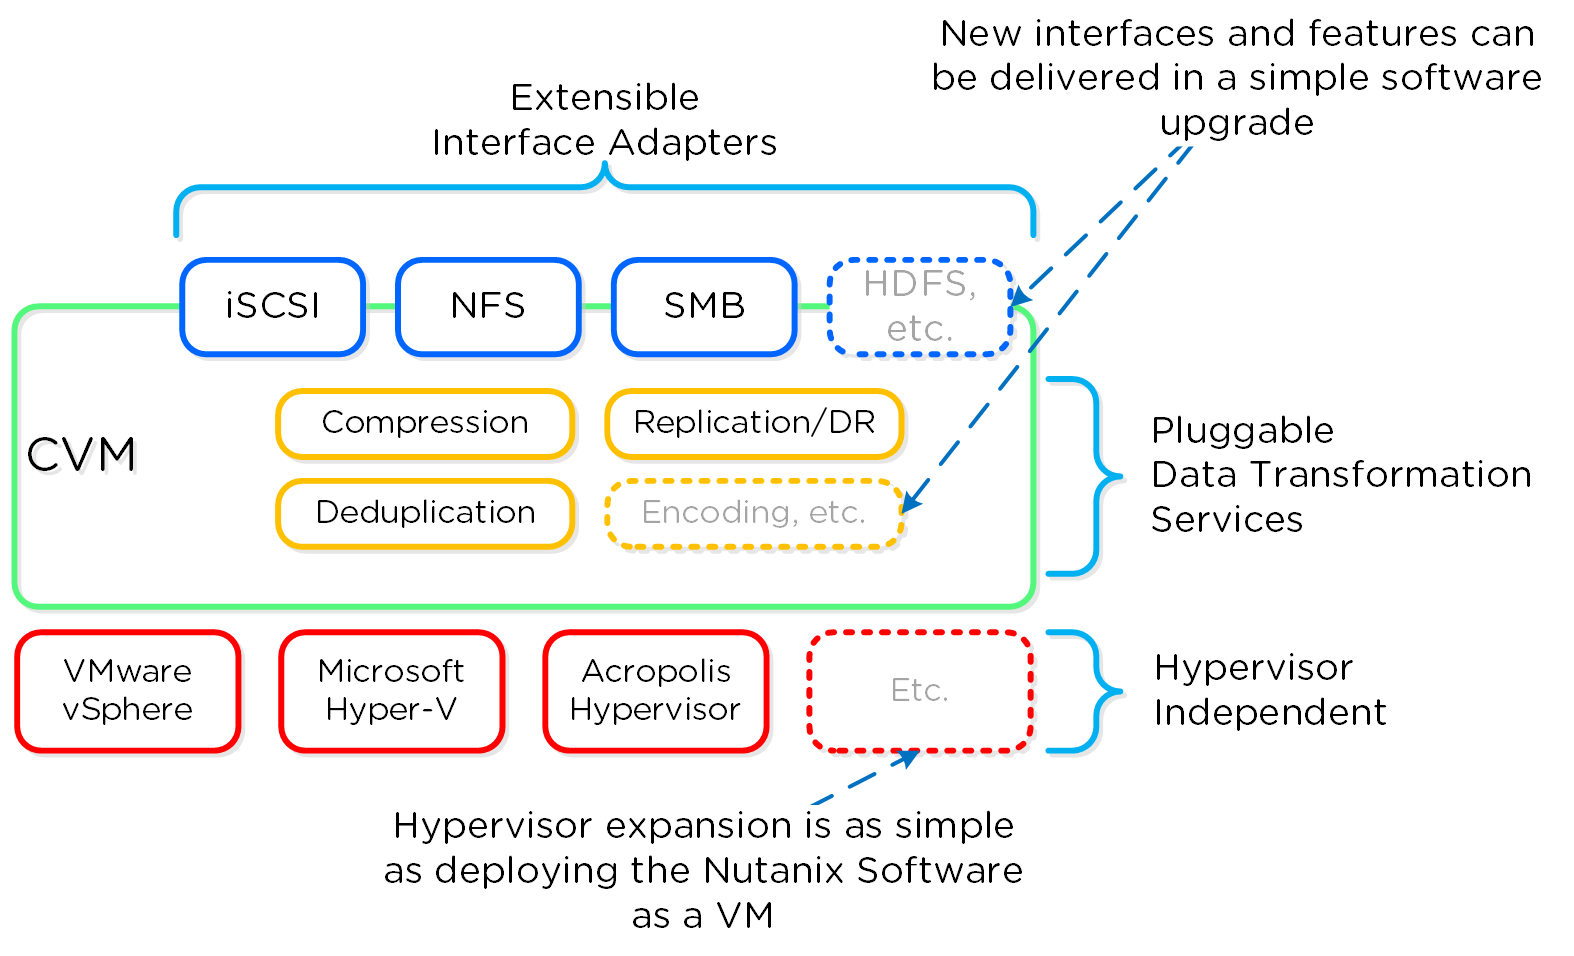 New interfaces and features can
be delivered in a simple software
upgrade
Extensible
Interface Adapters
iSCSI
NFS
SMB
HDFS,
etc.
CVM
Compression
Replication/DR
Deduplication
Encoding, etc.
Pluggable
Data Transformation
Services
VMware
vSphere
Microsoft
Hyper-V
Acropolis
Hypervisor
Etc.
Hypervisor
Independent
Hypervisor expansion is as simple
as deploying the Nutanix Software
as a VM